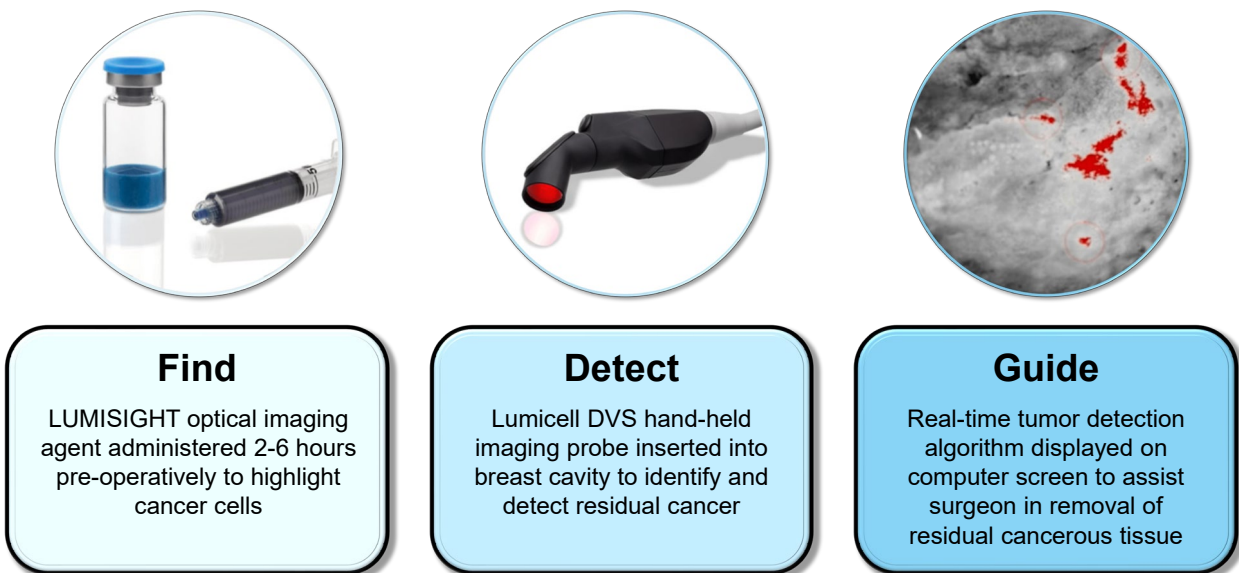 Find
LUMISIGHT optical imaging
agent administered 2-6 hours
pre-operatively to highlight
cancer cells
Detect
Lumicell DVS hand-held
imaging probe inserted into
breast cavity to identify and
detect residual cancer
Guide
Real-time tumor detection
algorithm displayed on
computer screen to assist
surgeon in removal of
residual cancerous tissue